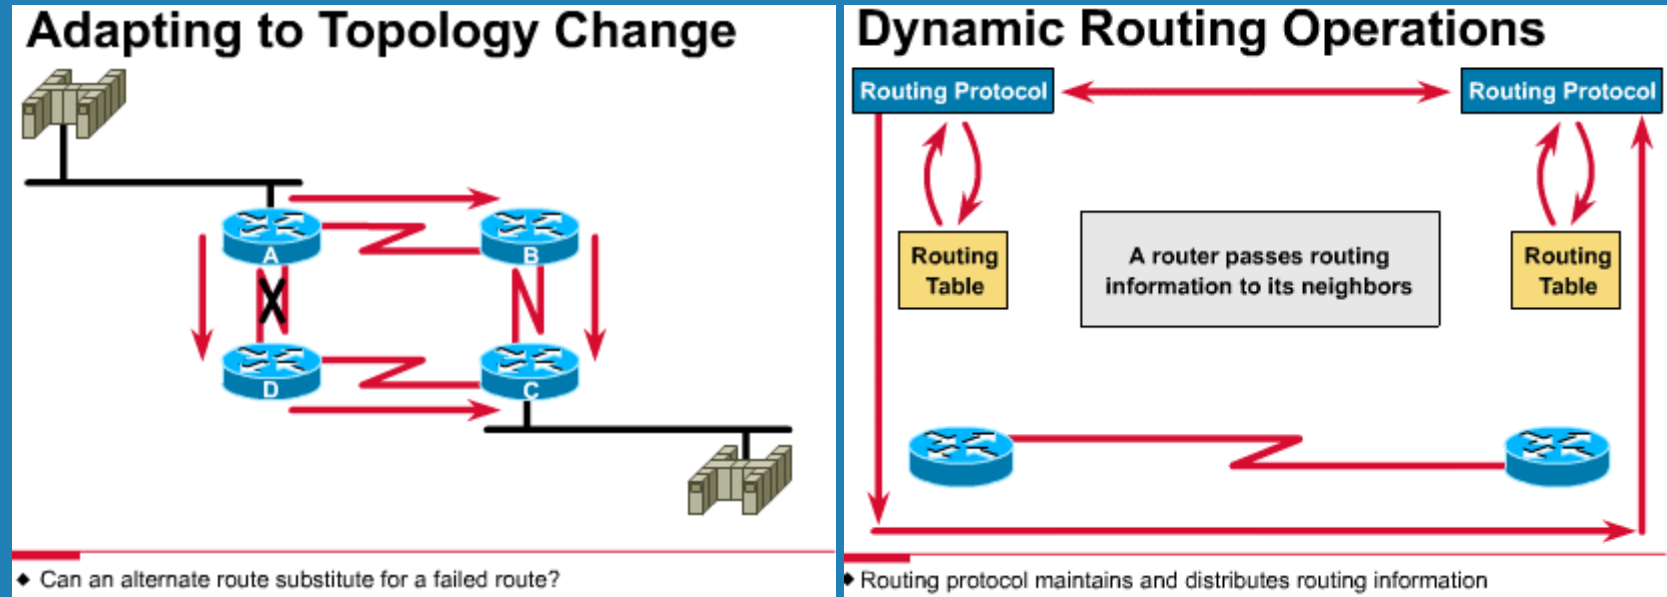 Adapting to Topology Change
A
B
X
D
C
◆ Can an alternate route substitute for a failed route?
Dynamic Routing Operations
Routing Protocol
Routing Protocol
Routing
Table
A router passes routing
information to its neighbors
Routing
Table
◆ Routing protocol maintains and distributes routing information